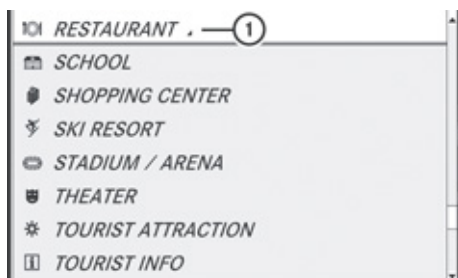 RESTAURANT . 1
SCHOOL
SHOPPING CENTER
SKI RESORT
STADIUM / ARENA
THEATER
TOURIST ATTRACTION
i TOURIST INFO